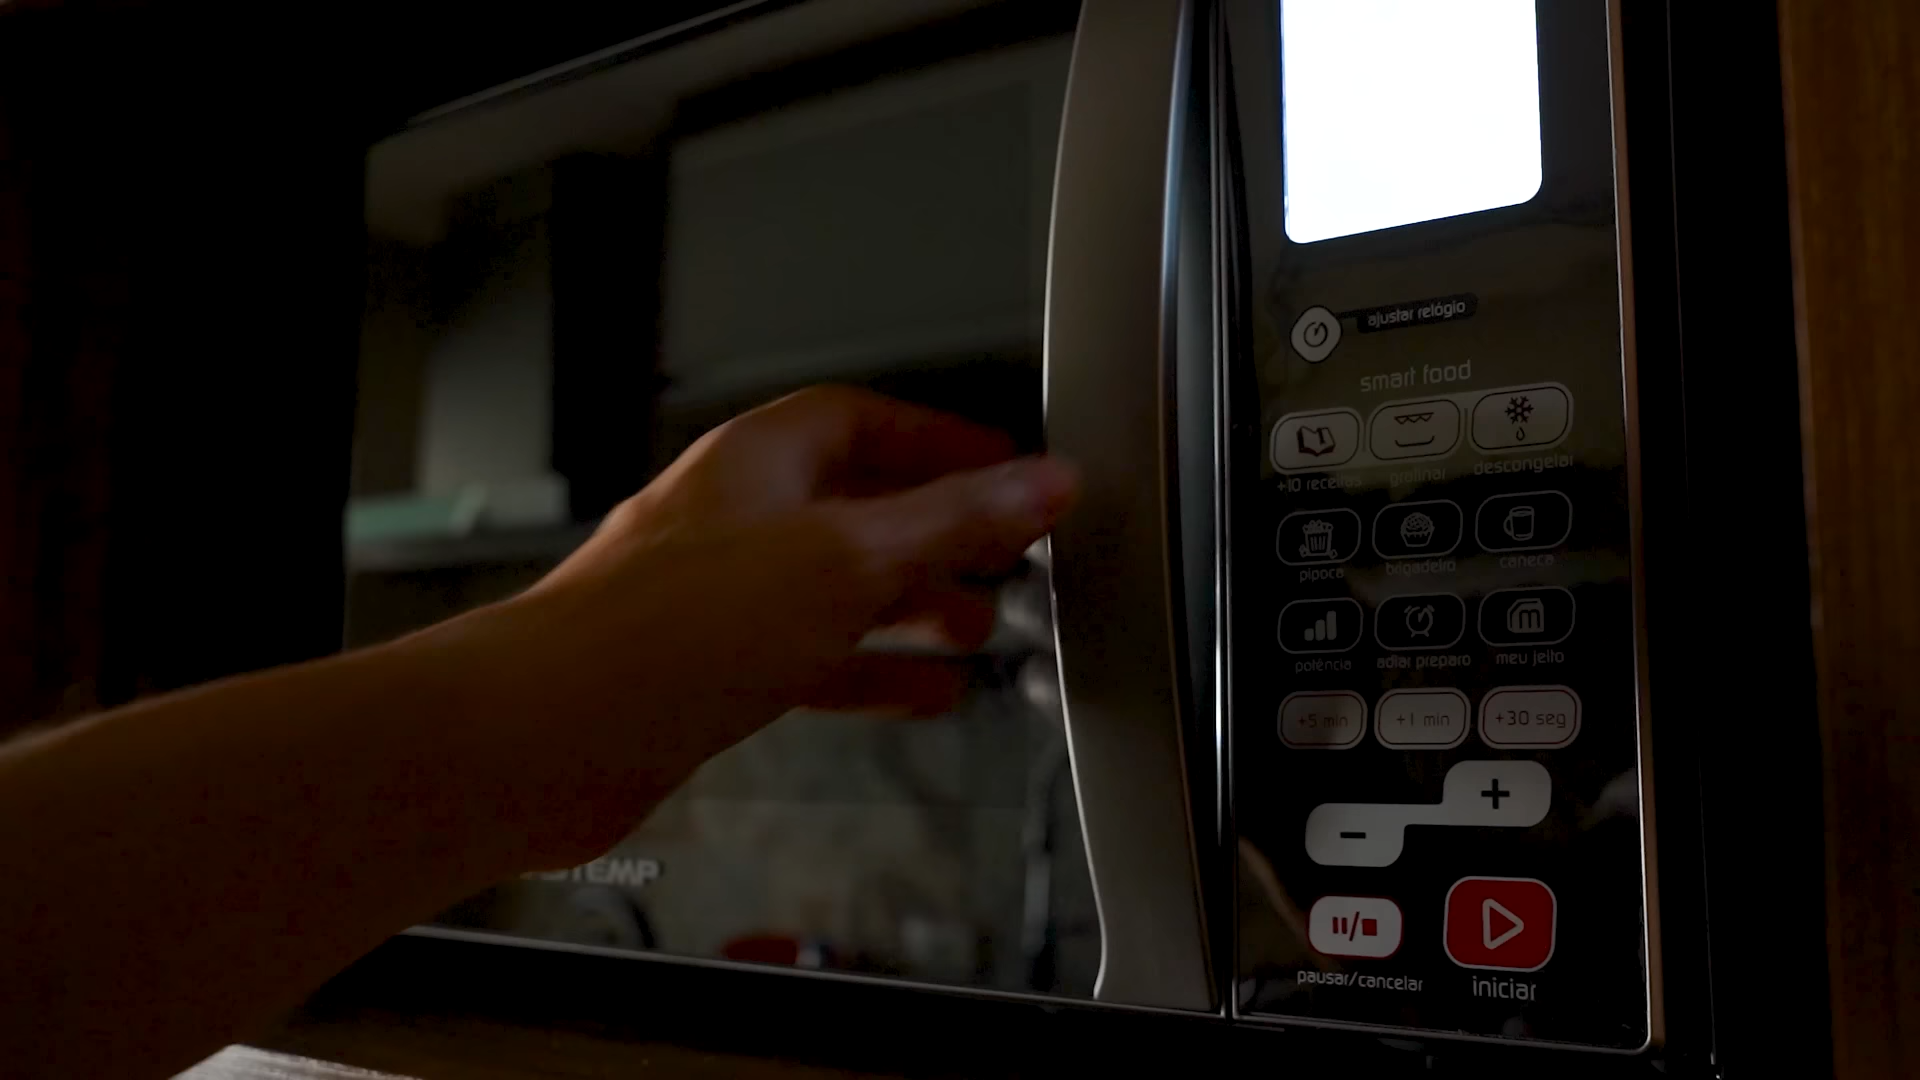 ajustar relógio
smart food
+10 receitas gratinar descongelar
pipoca brigadeiro caneca
m
potência adiar preparo meu jeito
+5 min +1 min +30 seg
+
-
pausar/cancelar iniciar
TEMP